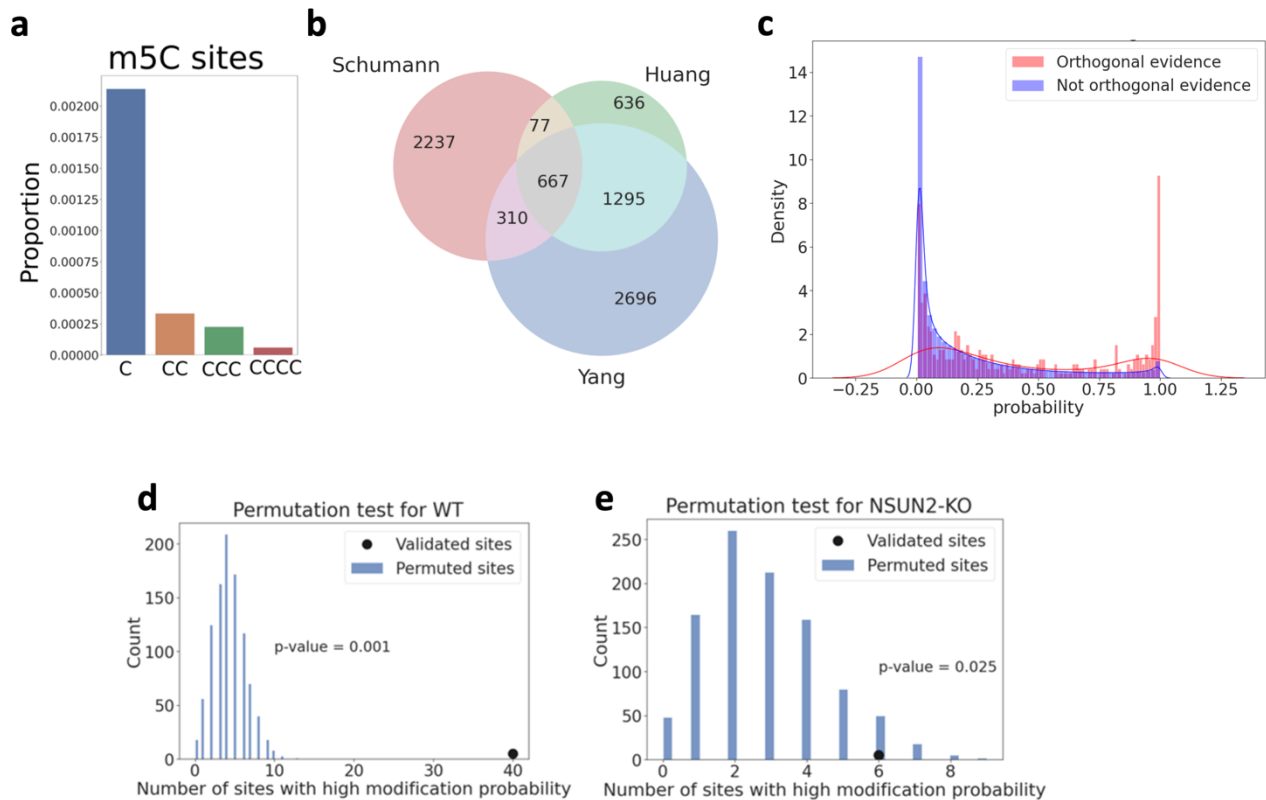 a
m5C sites
Proportion
0.00200
0.00175
0.00150
0.00125
0.00100
0.00075
0.00050
0.00025
0.00000
C CC CCC CCCC
b
Schumann
Huang
636
77
2237
667
1295
310
2696
Yang
c
Orthogonal evidence
Not orthogonal evidence
Density
14
12
10
8
6
4
2
0
−0.25 0.00 0.25 0.50 0.75 1.00 1.25
probability
d
Permutation test for WT
Validated sites
Permuted sites
p-value = 0.001
Count
200
150
100
50
0
0 10 20 30 40
Number of sites with high modification probability
e
Permutation test for NSUN2-KO
Validated sites
Permuted sites
p-value = 0.025
Count
250
200
150
100
50
0
0 2 4 6 8
Number of sites with high modification probability